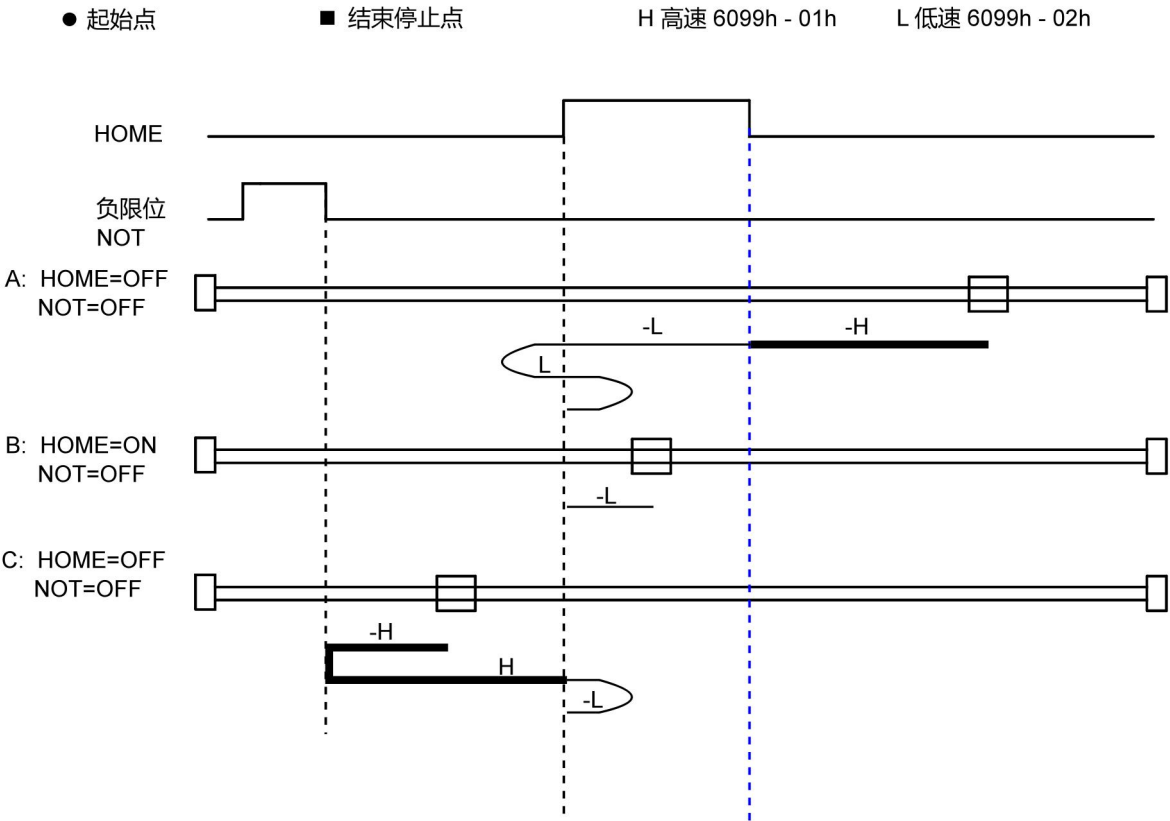 ● 起始点 ■ 结束停止点 H 高速 6099h - 01h L 低速 6099h - 02h
HOME
负限位
NOT
A: HOME=OFF
NOT=OFF
-L -H
L
B: HOME=ON
NOT=OFF
-L
C: HOME=OFF
NOT=OFF
-H
H
-L